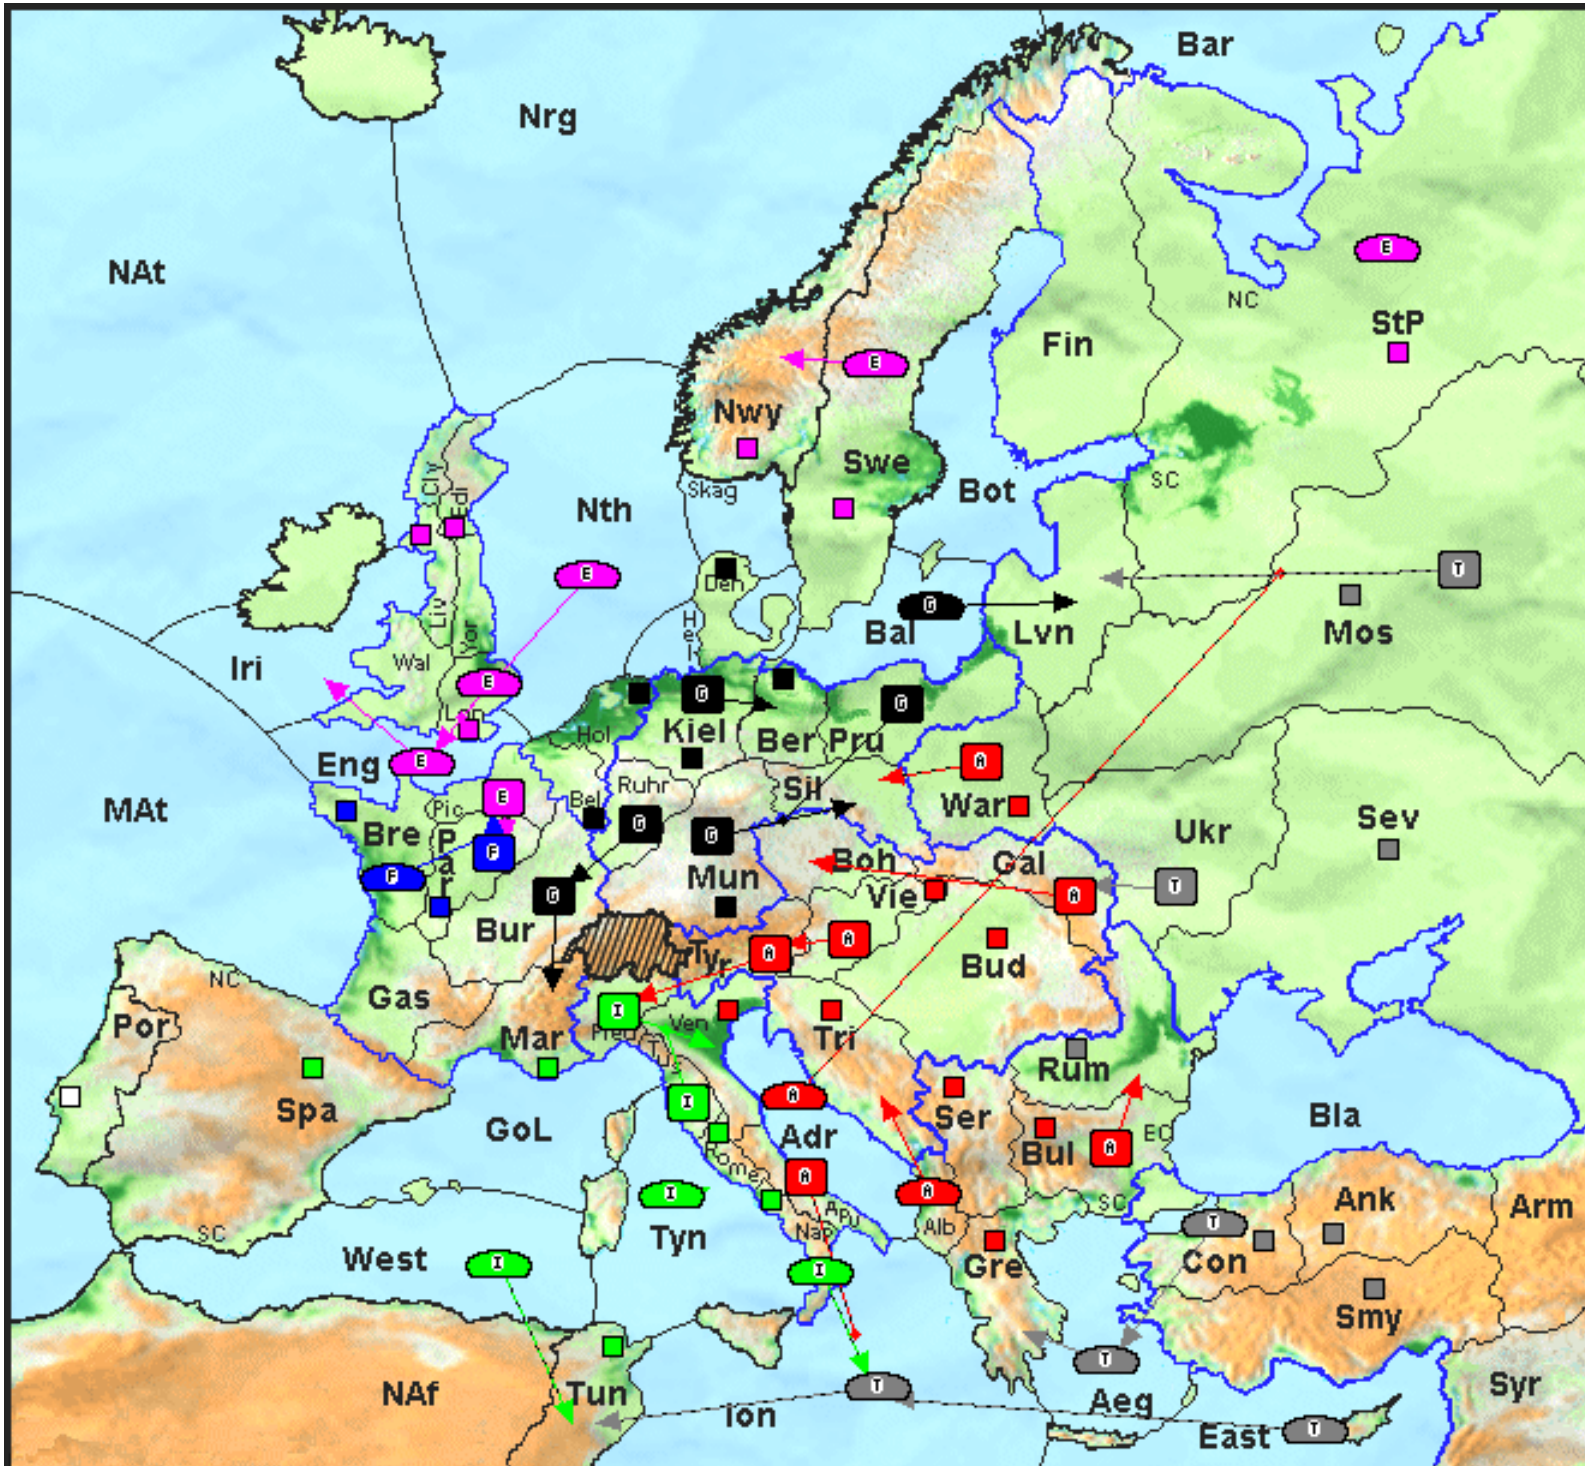 Bar
Nrg
NAt
NC
StP
Fin
Nwy
Swe
SC
Skag
Bot
Nth
Cly
Edi
Den
Hel
Liv
Yor
Bal
Lvn
Mos
Iri
Wal
Lon
Kiel
Ber
Pru
Hol
Eng
Ruhr
Sil
War
MAt
Pic
Bel
Bre
Par
Ukr
Sev
Boh
Gal
Mun
Vie
Bur
Tyr
Bud
NC
Gas
Por
Mar
Pied
Ven
Tus
Tri
Rum
Spa
GoL
Ser
Bla
Adr
Bul
EC
Rome
Ank
Arm
SC
Apu
SC
West
Tyn
Nap
Alb
Gre
Con
Smy
NAf
Tun
Ion
Aeg
East
Syr
E
E
E
E
E
E
T
G
G
G
A
G
G
G
F
F
T
A
A
A
I
I
A
A
A
A
I
I
I
T
T
T
T